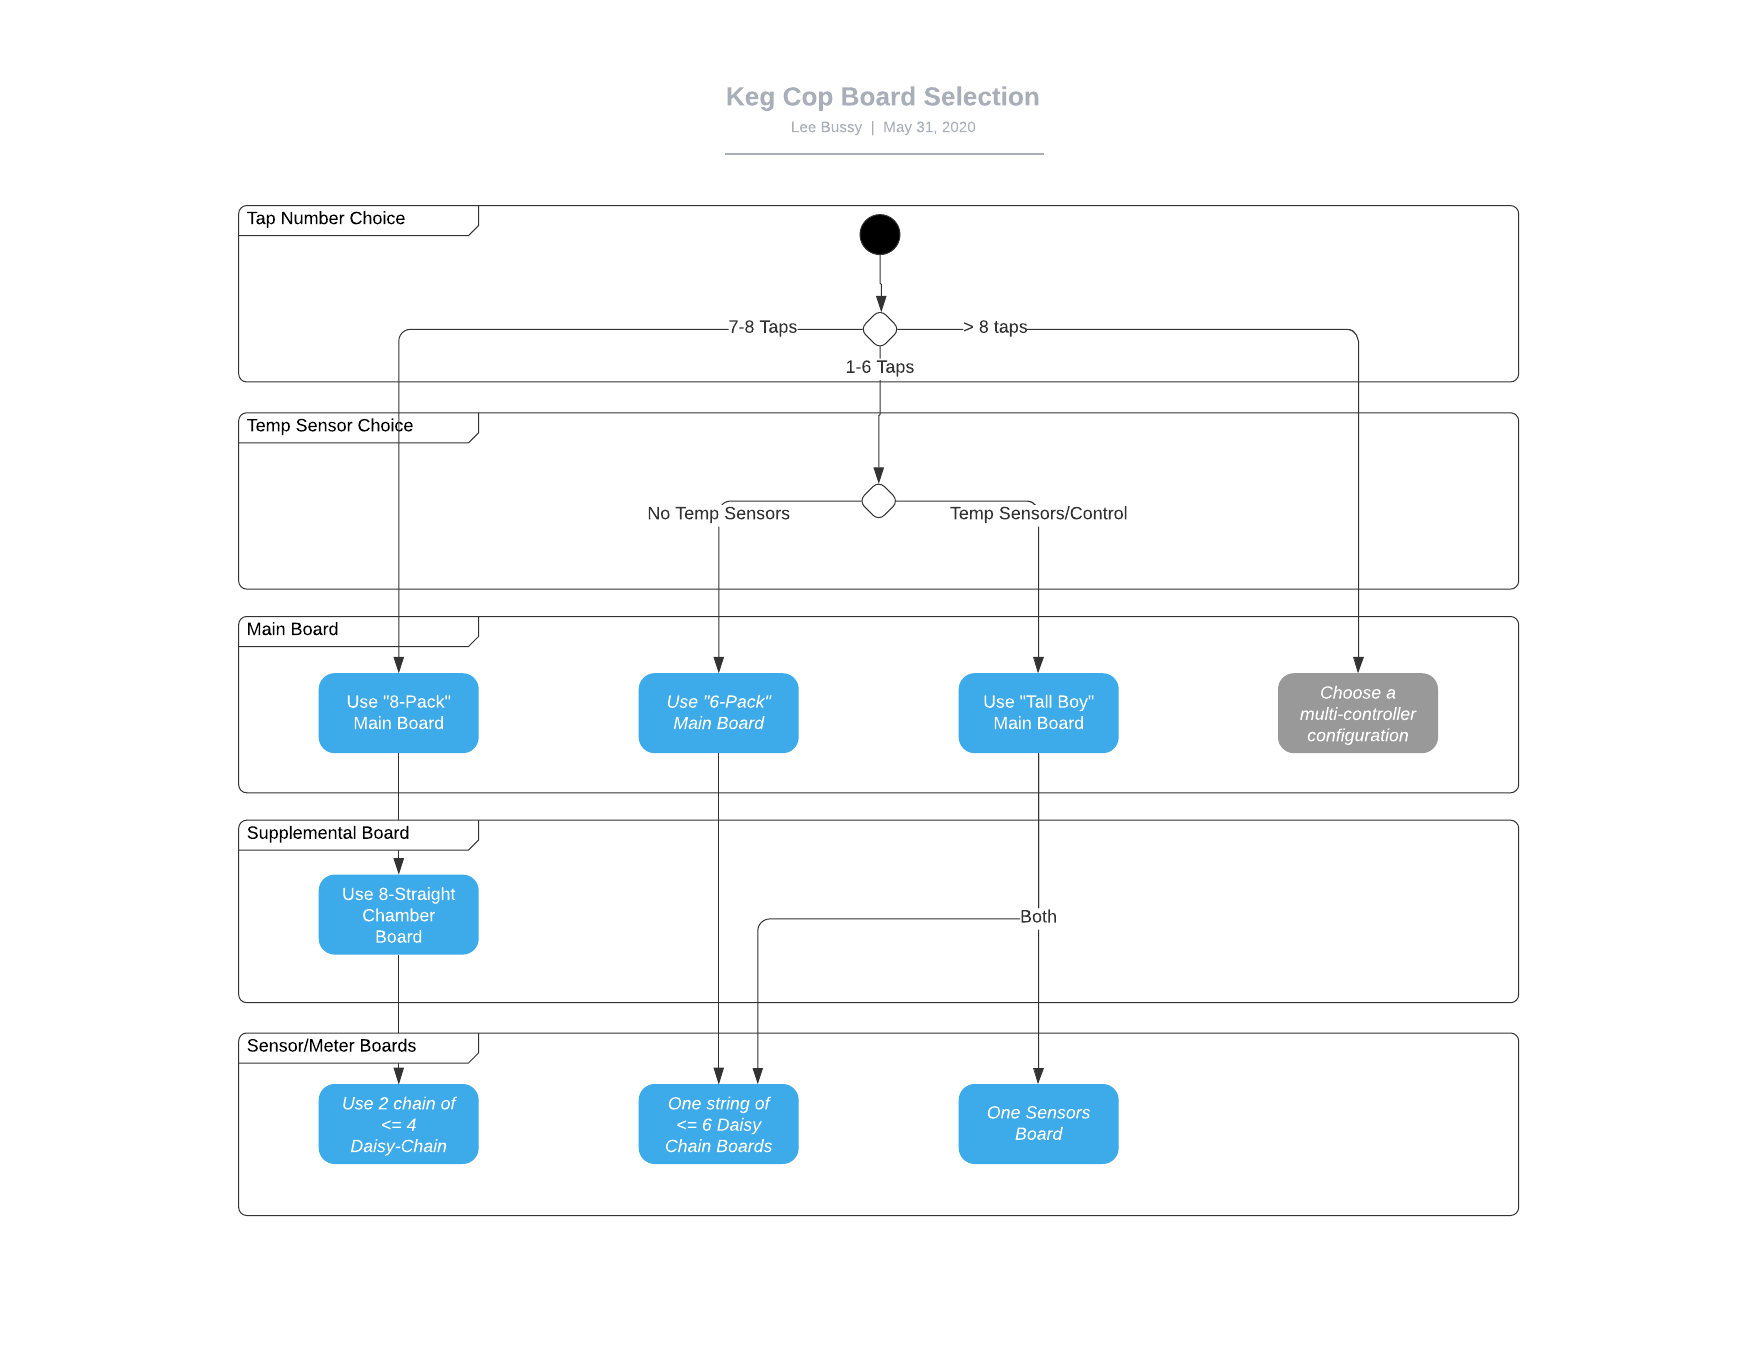 Keg Cop Board Selection
Lee Bussy | May 31, 2020
Tap Number Choice
7-8 Taps
> 8 taps
1-6 Taps
Temp Sensor Choice
No Temp Sensors
Temp Sensors/Control
Main Board
Use "8-Pack"
Main Board
Use "6-Pack"
Main Board
Use "Tall Boy"
Main Board
Choose a
multi-controller
configuration
Supplemental Board
Use 8-Straight
Chamber
Board
Both
Sensor/Meter Boards
Use 2 chain of
<= 4
Daisy-Chain
One string of
<= 6 Daisy
Chain Boards
One Sensors
Board